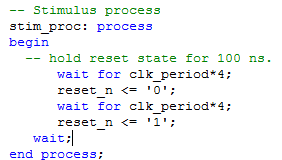 -- Stimulus process
stim_proc: process
begin
-- hold reset state for 100 ns.
wait for clk_period*4;
reset_n <= '0';
wait for clk_period*4;
reset_n <= '1';
wait;
end process;